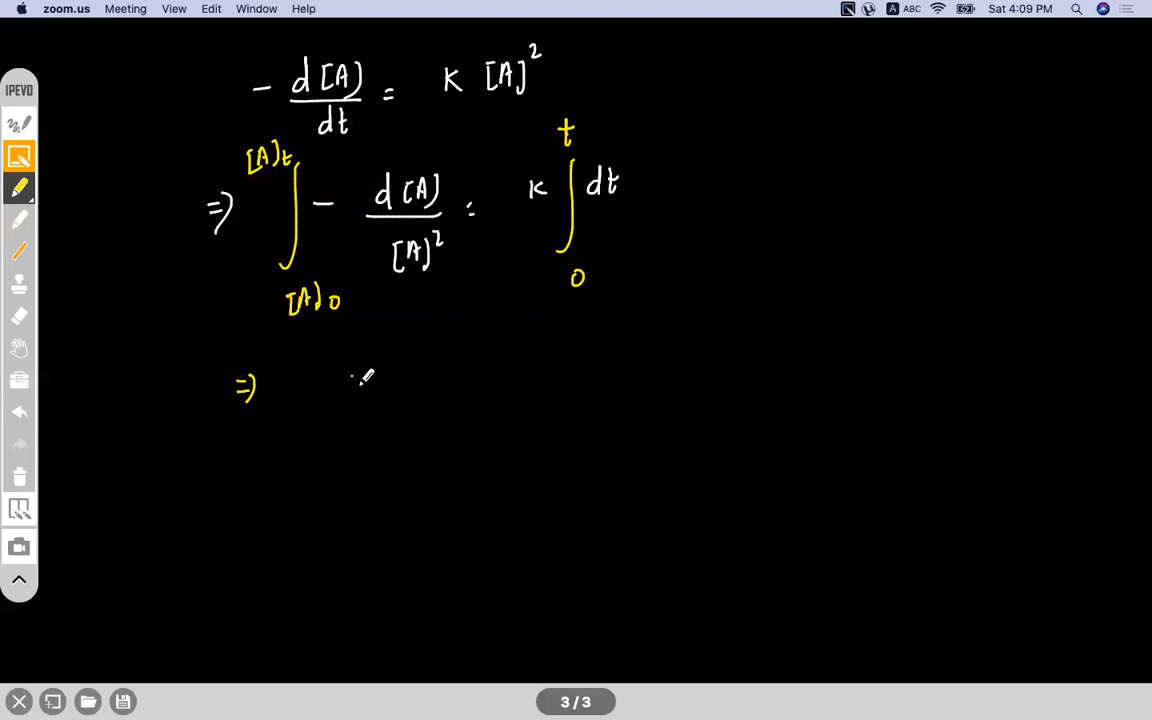 zoom.us Meeting View Edit Window Help A ABC Sat 4:09 PM
IPEVO
- d[A]/dt = K [A]²
⇒ ∫ [A]₀ [A]t - d[A]/[A]² = K ∫ 0 t dt
⇒
3 / 3